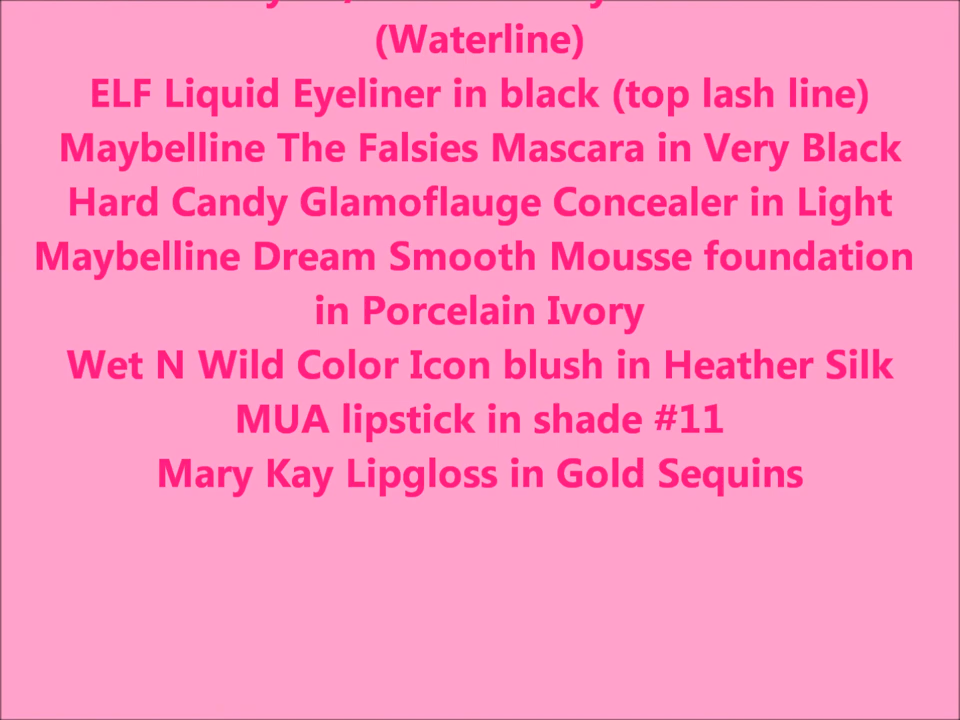 (Waterline)
ELF Liquid Eyeliner in black (top lash line)
Maybelline The Falsies Mascara in Very Black
Hard Candy Glamoflauge Concealer in Light
Maybelline Dream Smooth Mousse foundation
in Porcelain Ivory
Wet N Wild Color Icon blush in Heather Silk
MUA lipstick in shade #11
Mary Kay Lipgloss in Gold Sequins